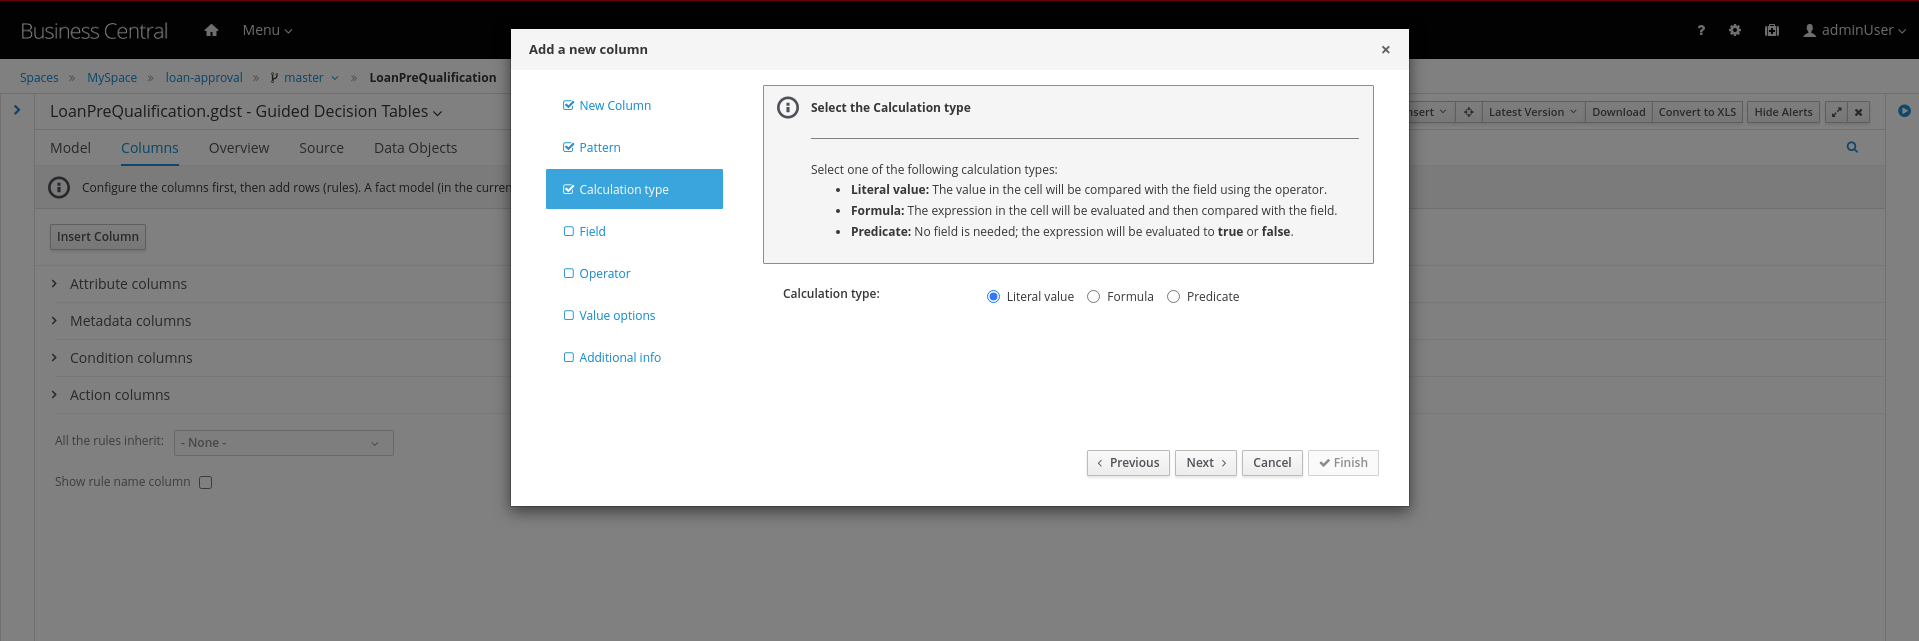 Business Central
Menu
? adminUser
Add a new column ×
Spaces » MySpace » loan-approval » master » LoanPreQualification
LoanPreQualification.gdst - Guided Decision Tables
Latest Version Download Convert to XLS Hide Alerts
Model Columns Overview Source Data Objects
Configure the columns first, then add rows (rules). A fact model (in the
Insert Column
Attribute columns
Metadata columns
Condition columns
Action columns
All the rules inherit: - None -
Show rule name column
New Column
Pattern
Calculation type
Field
Operator
Value options
Additional info
Select the Calculation type
Select one of the following calculation types:
• Literal value: The value in the cell will be compared with the field using the operator.
• Formula: The expression in the cell will be evaluated and then compared with the field.
• Predicate: No field is needed; the expression will be evaluated to true or false.
Calculation type: Literal value Formula Predicate
Previous Next Cancel Finish